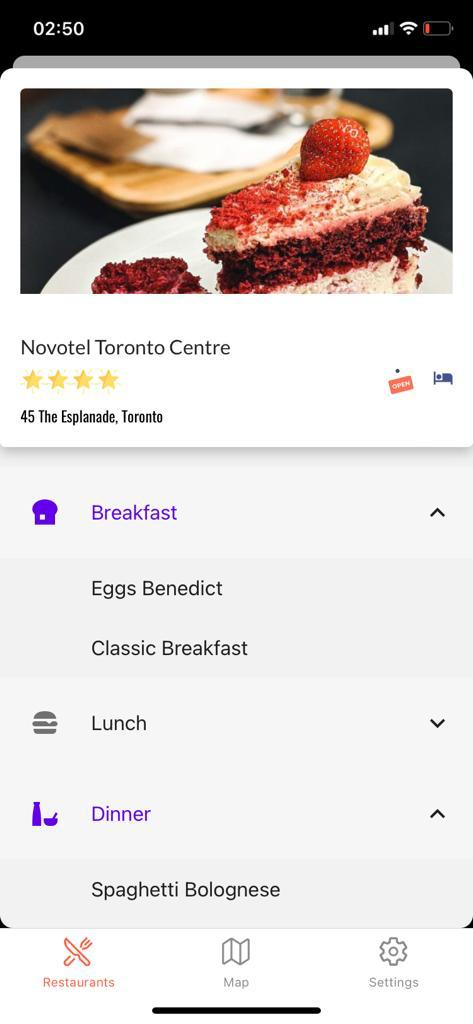 02:50
Novotel Toronto Centre
OPEN
45 The Esplanade, Toronto
Breakfast
Eggs Benedict
Classic Breakfast
Lunch
Dinner
Spaghetti Bolognese
Restaurants
Map
Settings